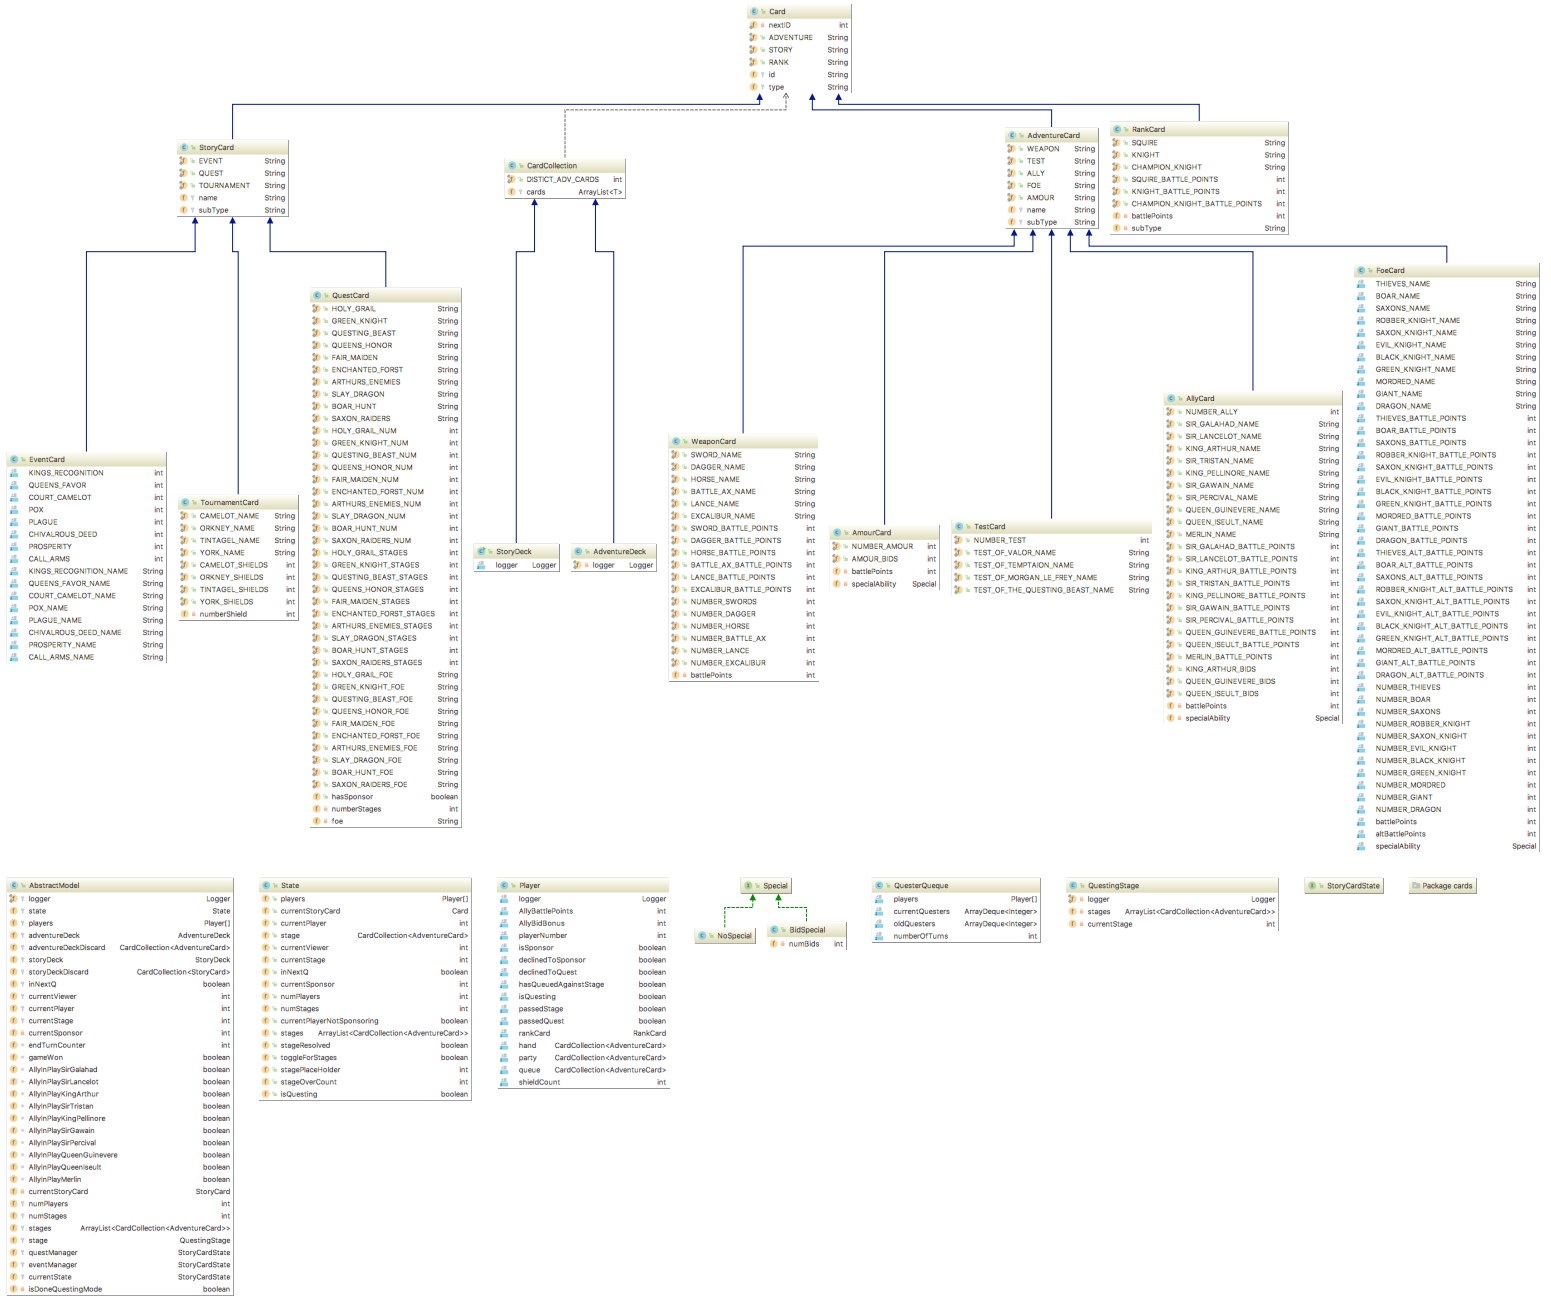 Card
nextID int
ADVENTURE String
STORY String
RANK String
id String
type String
StoryCard
EVENT String
QUEST String
TOURNAMENT String
name String
subType String
CardCollection
DISTICT_ADV_CARDS int
cards ArrayList<T>
AdventureCard
WEAPON String
TEST String
ALLY String
FOE String
AMOUR String
name String
subType String
RankCard
SQUIRE String
KNIGHT String
CHAMPION_KNIGHT String
SQUIRE_BATTLE_POINTS int
KNIGHT_BATTLE_POINTS int
CHAMPION_KNIGHT_BATTLE_POINTS int
battlePoints int
subType String
EventCard
KINGS_RECOGNITION int
QUEENS_FAVOR int
COURT_CAMELOT int
POX int
PLAGUE int
CHIVALROUS_DEED int
PROSPERITY int
CALL_ARMS int
KINGS_RECOGNITION_NAME String
QUEENS_FAVOR_NAME String
COURT_CAMELOT_NAME String
POX_NAME String
PLAGUE_NAME String
CHIVALROUS_DEED_NAME String
PROSPERITY_NAME String
CALL_ARMS_NAME String
TournamentCard
CAMELOT_NAME String
ORKNEY_NAME String
TINTAGEL_NAME String
YORK_NAME String
CAMELOT_SHIELDS int
ORKNEY_SHIELDS int
TINTAGEL_SHIELDS int
YORK_SHIELDS int
numberShield int
QuestCard
HOLY_GRAIL String
GREEN_KNIGHT String
QUESTING_BEAST String
QUEENS_HONOR String
FAIR_MAIDEN String
ENCHANTED_FORST String
ARTHURS_ENEMIES String
SLAY_DRAGON String
BOAR_HUNT String
SAXON_RAIDERS String
HOLY_GRAIL_NUM int
GREEN_KNIGHT_NUM int
QUESTING_BEAST_NUM int
QUEENS_HONOR_NUM int
FAIR_MAIDEN_NUM int
ENCHANTED_FORST_NUM int
ARTHURS_ENEMIES_NUM int
SLAY_DRAGON_NUM int
BOAR_HUNT_NUM int
SAXON_RAIDERS_NUM int
HOLY_GRAIL_STAGES int
GREEN_KNIGHT_STAGES int
QUESTING_BEAST_STAGES int
QUEENS_HONOR_STAGES int
FAIR_MAIDEN_STAGES int
ENCHANTED_FORST_STAGES int
ARTHURS_ENEMIES_STAGES int
SLAY_DRAGON_STAGES int
BOAR_HUNT_STAGES int
SAXON_RAIDERS_STAGES int
HOLY_GRAIL_FOE String
GREEN_KNIGHT_FOE String
QUESTING_BEAST_FOE String
QUEENS_HONOR_FOE String
FAIR_MAIDEN_FOE String
ENCHANTED_FORST_FOE String
ARTHURS_ENEMIES_FOE String
SLAY_DRAGON_FOE String
BOAR_HUNT_FOE String
SAXON_RAIDERS_FOE String
hasSponsor boolean
numberStages int
foe String
StoryDeck
logger Logger
AdventureDeck
logger Logger
WeaponCard
SWORD_NAME String
DAGGER_NAME String
HORSE_NAME String
BATTLE_AX_NAME String
LANCE_NAME String
EXCALIBUR_NAME String
SWORD_BATTLE_POINTS int
DAGGER_BATTLE_POINTS int
HORSE_BATTLE_POINTS int
BATTLE_AX_BATTLE_POINTS int
LANCE_BATTLE_POINTS int
EXCALIBUR_BATTLE_POINTS int
NUMBER_SWORDS int
NUMBER_DAGGER int
NUMBER_HORSE int
NUMBER_BATTLE_AX int
NUMBER_LANCE int
NUMBER_EXCALIBUR int
battlePoints int
AmourCard
NUMBER_AMOUR int
AMOUR_BIDS int
battlePoints int
specialAbility Special
TestCard
NUMBER_TEST int
TEST_OF_VALOR_NAME String
TEST_OF_TEMPTAION_NAME String
TEST_OF_MORGAN_LE_FREY_NAME String
TEST_OF_THE_QUESTING_BEAST_NAME String
AllyCard
NUMBER_ALLY int
SIR_GALAHAD_NAME String
SIR_LANCELOT_NAME String
KING_ARTHUR_NAME String
SIR_TRISTAN_NAME String
KING_PELLINORE_NAME String
SIR_GAWAIN_NAME String
SIR_PERCIVAL_NAME String
QUEEN_GUINEVERE_NAME String
QUEEN_ISEULT_NAME String
MERLIN_NAME String
SIR_GALAHAD_BATTLE_POINTS int
SIR_LANCELOT_BATTLE_POINTS int
KING_ARTHUR_BATTLE_POINTS int
SIR_TRISTAN_BATTLE_POINTS int
KING_PELLINORE_BATTLE_POINTS int
SIR_GAWAIN_BATTLE_POINTS int
SIR_PERCIVAL_BATTLE_POINTS int
QUEEN_GUINEVERE_BATTLE_POINTS int
QUEEN_ISEULT_BATTLE_POINTS int
MERLIN_BATTLE_POINTS int
KING_ARTHUR_BIDS int
QUEEN_GUINEVERE_BIDS int
QUEEN_ISEULT_BIDS int
battlePoints int
specialAbility Special
FoeCard
THIEVES_NAME String
BOAR_NAME String
SAXONS_NAME String
ROBBER_KNIGHT_NAME String
SAXON_KNIGHT_NAME String
EVIL_KNIGHT_NAME String
BLACK_KNIGHT_NAME String
GREEN_KNIGHT_NAME String
MORDRED_NAME String
GIANT_NAME String
DRAGON_NAME String
THIEVES_BATTLE_POINTS int
BOAR_BATTLE_POINTS int
SAXONS_BATTLE_POINTS int
ROBBER_KNIGHT_BATTLE_POINTS int
SAXON_KNIGHT_BATTLE_POINTS int
EVIL_KNIGHT_BATTLE_POINTS int
BLACK_KNIGHT_BATTLE_POINTS int
GREEN_KNIGHT_BATTLE_POINTS int
MORDRED_BATTLE_POINTS int
GIANT_BATTLE_POINTS int
DRAGON_BATTLE_POINTS int
THIEVES_ALT_BATTLE_POINTS int
BOAR_ALT_BATTLE_POINTS int
SAXONS_ALT_BATTLE_POINTS int
ROBBER_KNIGHT_ALT_BATTLE_POINTS int
SAXON_KNIGHT_ALT_BATTLE_POINTS int
EVIL_KNIGHT_ALT_BATTLE_POINTS int
BLACK_KNIGHT_ALT_BATTLE_POINTS int
GREEN_KNIGHT_ALT_BATTLE_POINTS int
MORDRED_ALT_BATTLE_POINTS int
GIANT_ALT_BATTLE_POINTS int
DRAGON_ALT_BATTLE_POINTS int
NUMBER_THIEVES int
NUMBER_BOAR int
NUMBER_SAXONS int
NUMBER_ROBBER_KNIGHT int
NUMBER_SAXON_KNIGHT int
NUMBER_EVIL_KNIGHT int
NUMBER_BLACK_KNIGHT int
NUMBER_GREEN_KNIGHT int
NUMBER_MORDRED int
NUMBER_GIANT int
NUMBER_DRAGON int
battlePoints int
altBattlePoints int
specialAbility Special
AbstractModel
logger Logger
state State
players Player[]
adventureDeck AdventureDeck
adventureDeckDiscard CardCollection<AdventureCard>
storyDeck StoryDeck
storyDeckDiscard CardCollection<StoryCard>
inNextQ boolean
currentViewer int
currentPlayer int
currentStage int
currentSponsor int
endTurnCounter int
gameWon boolean
AllyInPlaySirGalahad boolean
AllyInPlaySirLancelot boolean
AllyInPlayKingArthur boolean
AllyInPlaySirTristan boolean
AllyInPlayKingPellinore boolean
AllyInPlaySirGawain boolean
AllyInPlaySirPercival boolean
AllyInPlayQueenGuinevere boolean
AllyInPlayQueenIseult boolean
AllyInPlayMerlin boolean
currentStoryCard StoryCard
numPlayers int
numStages int
stages ArrayList<CardCollection<AdventureCard>>
stage QuestingStage
questManager StoryCardState
eventManager StoryCardState
currentState StoryCardState
isDoneQuestingMode boolean
State
players Player[]
currentStoryCard Card
currentPlayer int
stage CardCollection<AdventureCard>
currentViewer int
currentStage int
inNextQ boolean
currentSponsor int
numPlayers int
numStages int
currentPlayerNotSponsoring boolean
stages ArrayList<CardCollection<AdventureCard>>
stageResolved boolean
toggleForStages boolean
stagePlaceHolder int
stageOverCount int
isQuesting boolean
Player
logger Logger
AllyBattlePoints int
AllyBidBonus int
playerNumber int
isSponsor boolean
declinedToSponsor boolean
declinedToQuest boolean
hasQueuedAgainstStage boolean
isQuesting boolean
passedStage boolean
passedQuest boolean
rankCard RankCard
hand CardCollection<AdventureCard>
party CardCollection<AdventureCard>
queue CardCollection<AdventureCard>
shieldCount int
Special
NoSpecial
BidSpecial
numBids int
QuesterQueque
players Player[]
currentQuesters ArrayDeque<Integer>
oldQuesters ArrayDeque<Integer>
numberOfTurns int
QuestingStage
logger Logger
stages ArrayList<CardCollection<AdventureCard>>
currentStage int
StoryCardState
Package cards